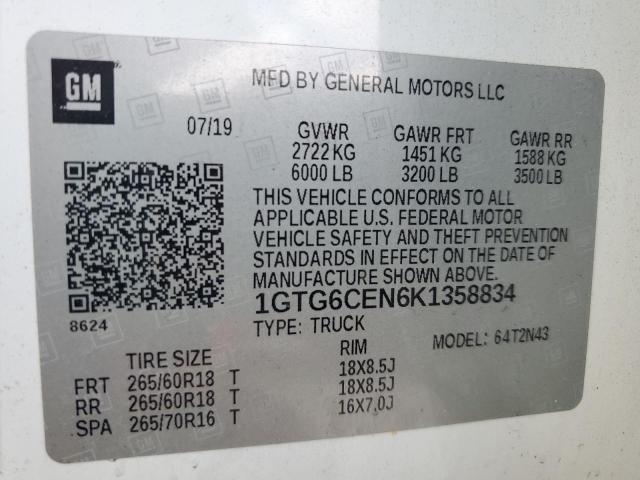 GM
MFD BY GENERAL MOTORS LLC
07/19 GVWR GAWR FRT GAWR RR
2722 KG 1451 KG 1588 KG
6000 LB 3200 LB 3500 LB
THIS VEHICLE CONFORMS TO ALL
APPLICABLE U.S. FEDERAL MOTOR
VEHICLE SAFETY AND THEFT PREVENTION
STANDARDS IN EFFECT ON THE DATE OF
MANUFACTURE SHOWN ABOVE.
8624
1GTG6CEN6K1358834
TYPE: TRUCK MODEL: 64T2N43
TIRE SIZE RIM
FRT 265/60R18 T 18X8.5J
RR 265/60R18 T 18X8.5J
SPA 265/70R16 T 16X7.0J